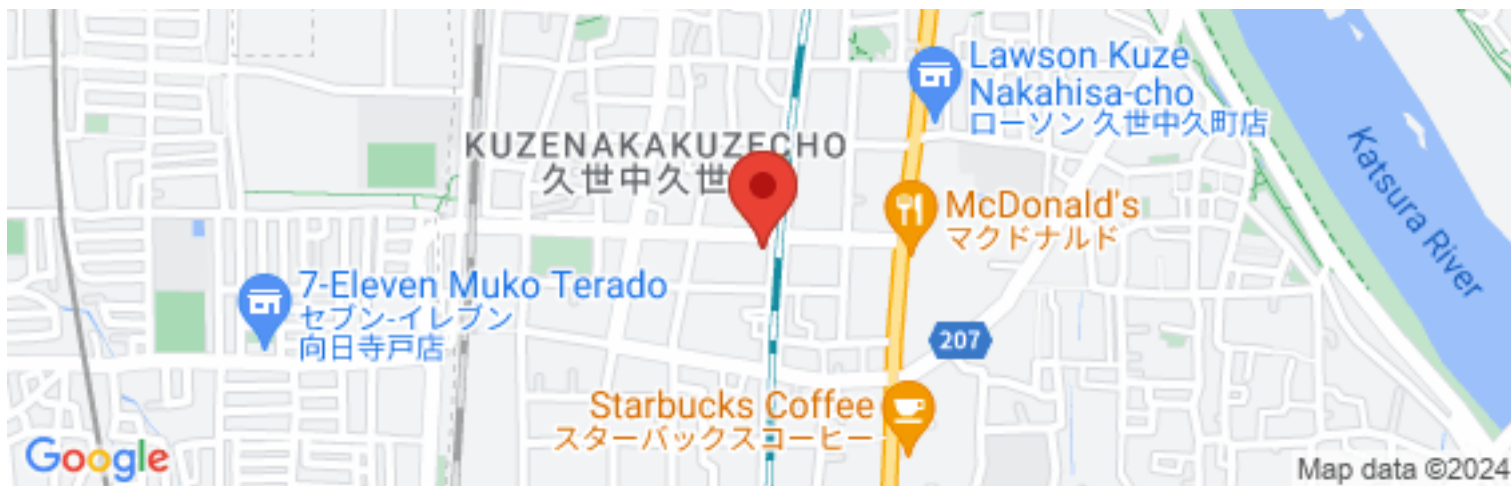 Lawson Kuze
Nakahisa-cho
ローソン 久世中久町店
KUZENAKAKUZECHO
久世中久世
Katsura River
McDonald's
マクドナルド
7-Eleven Muko Terado
セブン-イレブン
向日寺戸店
207
Starbucks Coffee
スターバックスコーヒー
Google
Map data ©2024